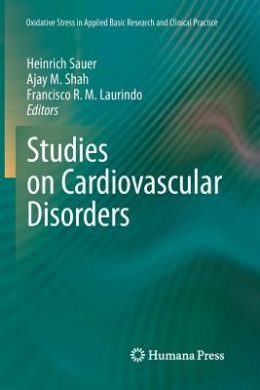 Oxidative Stress in Applied Basic Research and Clinical Practice
Heinrich Sauer
Ajay M. Shah
Francisco R. M. Laurindo
Editors
Studies
on Cardiovascular
Disorders
Humana Press